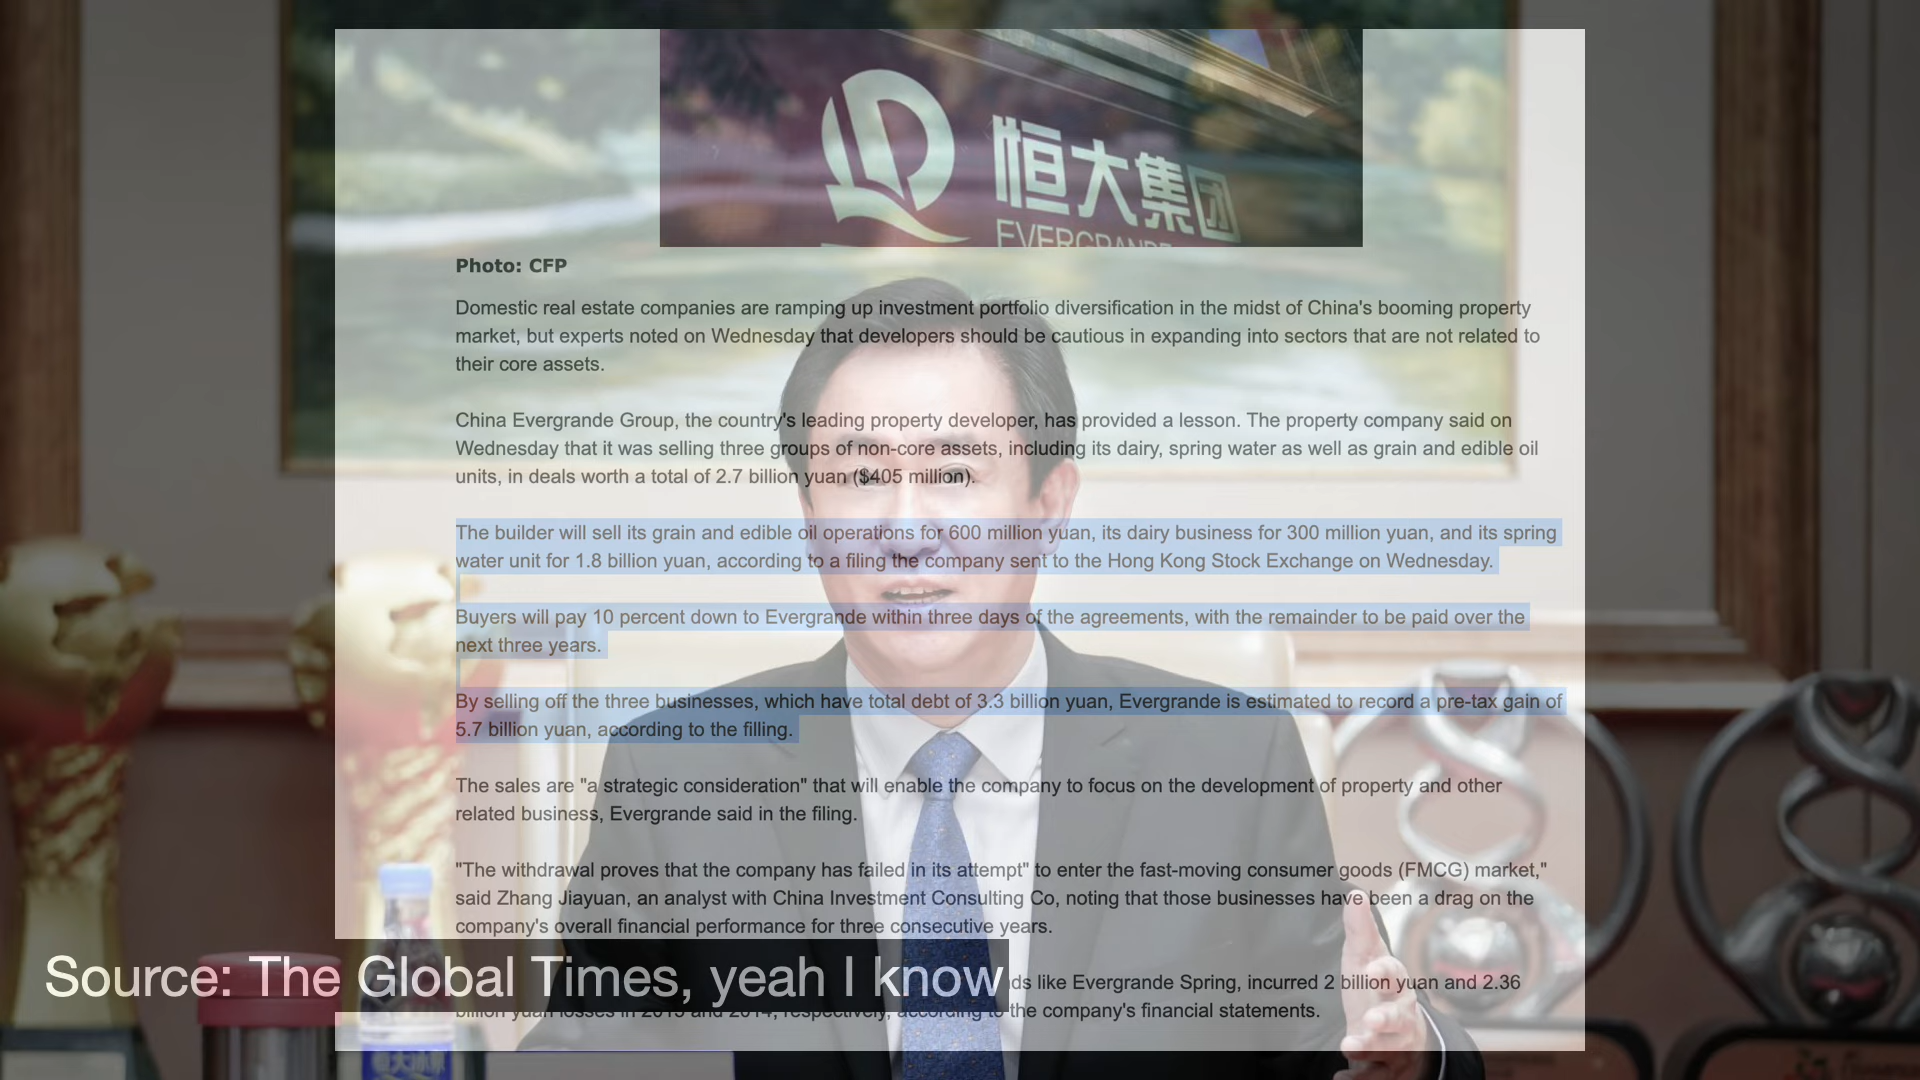 恒大集团
EVERGRANDE
Photo: CFP
Domestic real estate companies are ramping up investment portfolio diversification in the midst of China's booming property
market, but experts noted on Wednesday that developers should be cautious in expanding into sectors that are not related to
their core assets.
China Evergrande Group, the country's leading property developer, has provided a lesson. The property company said on
Wednesday that it was selling three groups of non-core assets, including its dairy, spring water as well as grain and edible oil
units, in deals worth a total of 2.7 billion yuan ($405 million).
The builder will sell its grain and edible oil operations for 600 million yuan, its dairy business for 300 million yuan, and its spring
water unit for 1.8 billion yuan, according to a filing the company sent to the Hong Kong Stock Exchange on Wednesday.
Buyers will pay 10 percent down to Evergrande within three days of the agreements, with the remainder to be paid over the
next three years.
By selling off the three businesses, which have total debt of 3.3 billion yuan, Evergrande is estimated to record a pre-tax gain of
5.7 billion yuan, according to the filling.
The sales are "a strategic consideration" that will enable the company to focus on the development of property and other
related business, Evergrande said in the filing.
"The withdrawal proves that the company has failed in its attempt" to enter the fast-moving consumer goods (FMCG) market,"
said Zhang Jiayuan, an analyst with China Investment Consulting Co, noting that those businesses have been a drag on the
company's overall financial performance for three consecutive years.
Source: The Global Times, yeah I know
like Evergrande Spring, incurred 2 billion yuan and 2.36
billion yuan losses in 2015 and 2014, respectively, according to the company's financial statements.